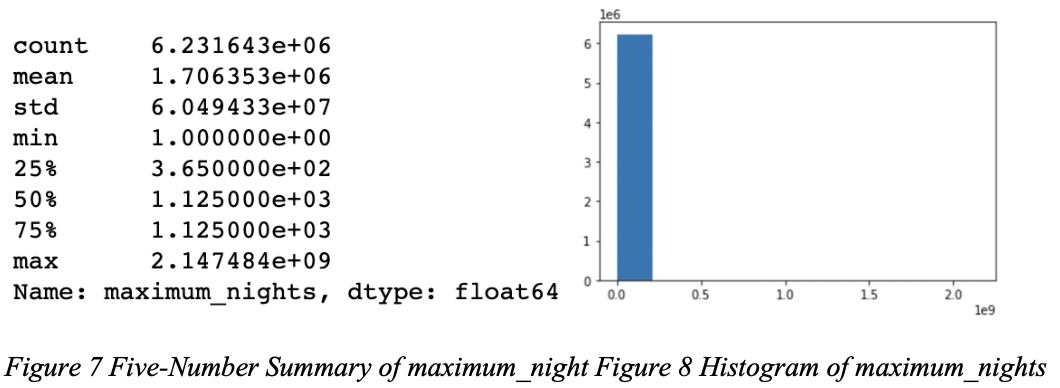 count 6.231643e+06
mean 1.706353e+06
std 6.049433e+07
min 1.000000e+00
25% 3.650000e+02
50% 1.125000e+03
75% 1.125000e+03
max 2.147484e+09
Name: maximum_nights, dtype: float64
1e6
6
5
4
3
2
1
0
0.0 0.5 1.0 1.5 2.0
1e9
Figure 7 Five-Number Summary of maximum_night Figure 8 Histogram of maximum_nights